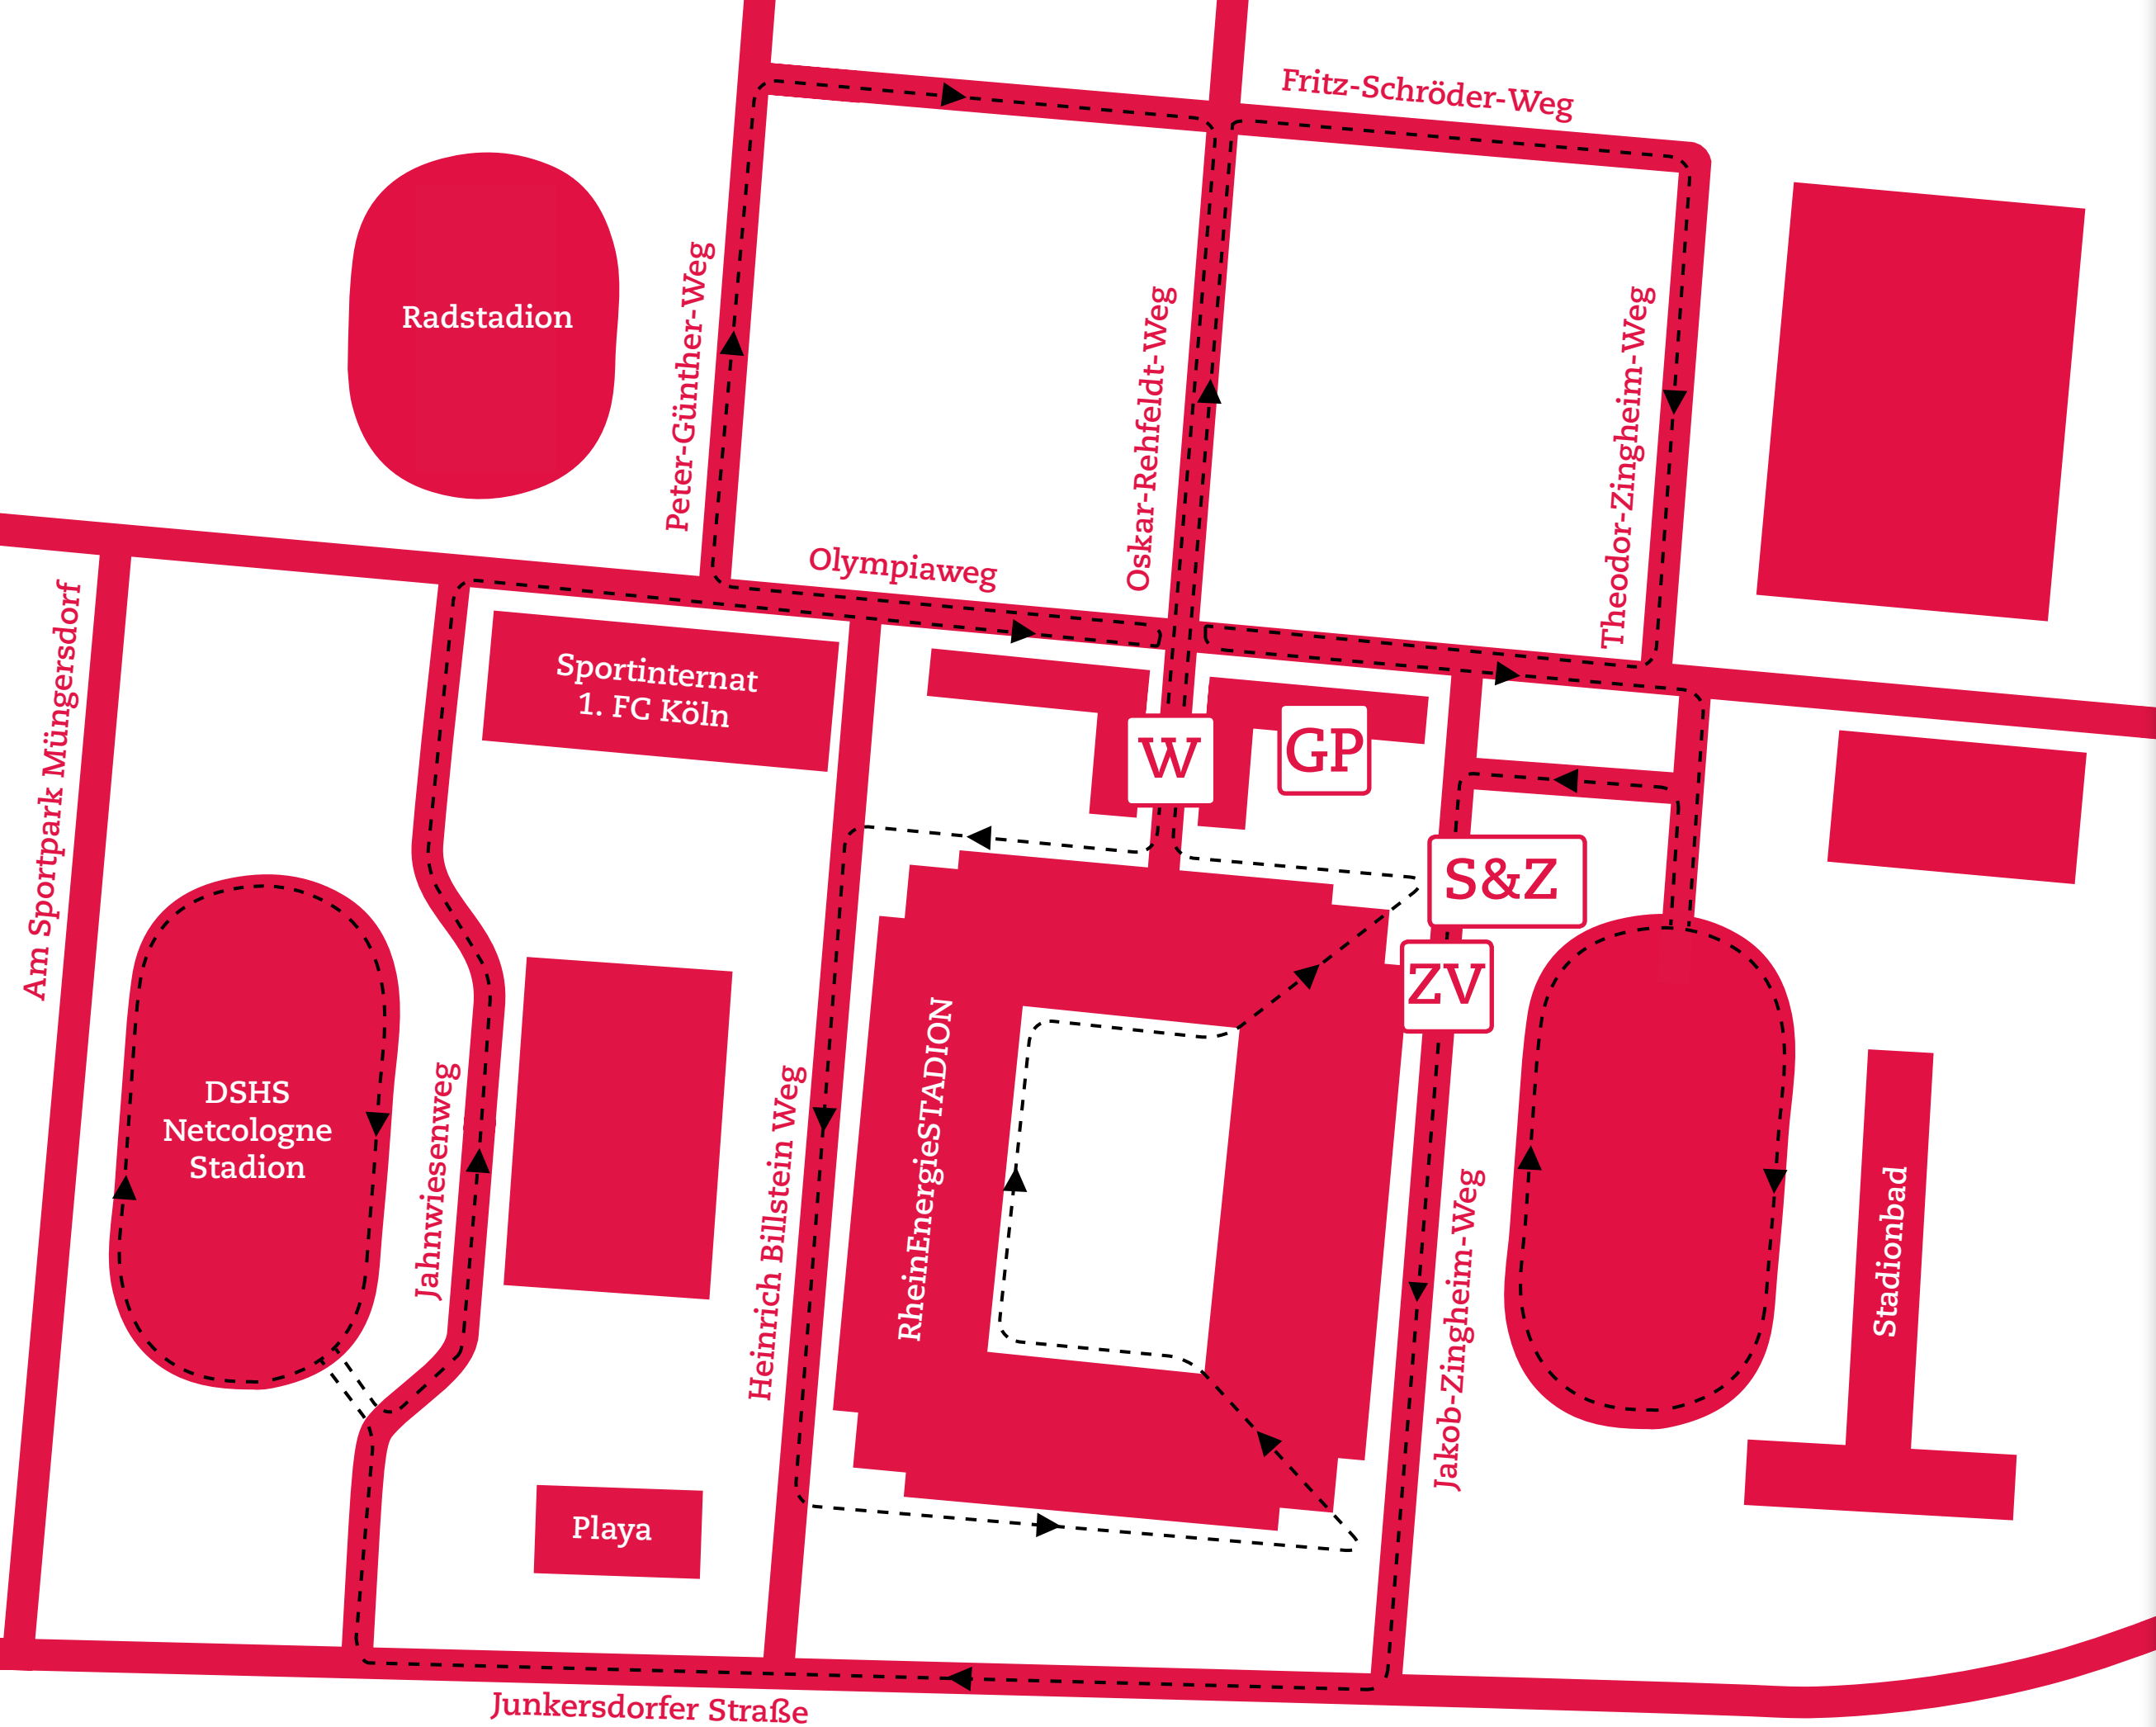 Fritz-Schröder-Weg
Radstadion
Peter-Günther-Weg
Oskar-Rehfeldt-Weg
Theodor-Zingheim-Weg
Olympiaweg
Am Sportpark Müngersdorf
Sportinternat
1. FC Köln
W
GP
S&Z
ZV
DSHS
Netcologne
Stadion
Jahnwiesenweg
Heinrich Billstein Weg
RheinEnergieSTADION
Jakob-Zingheim-Weg
Stadionbad
Playa
Junkersdorfer Straße